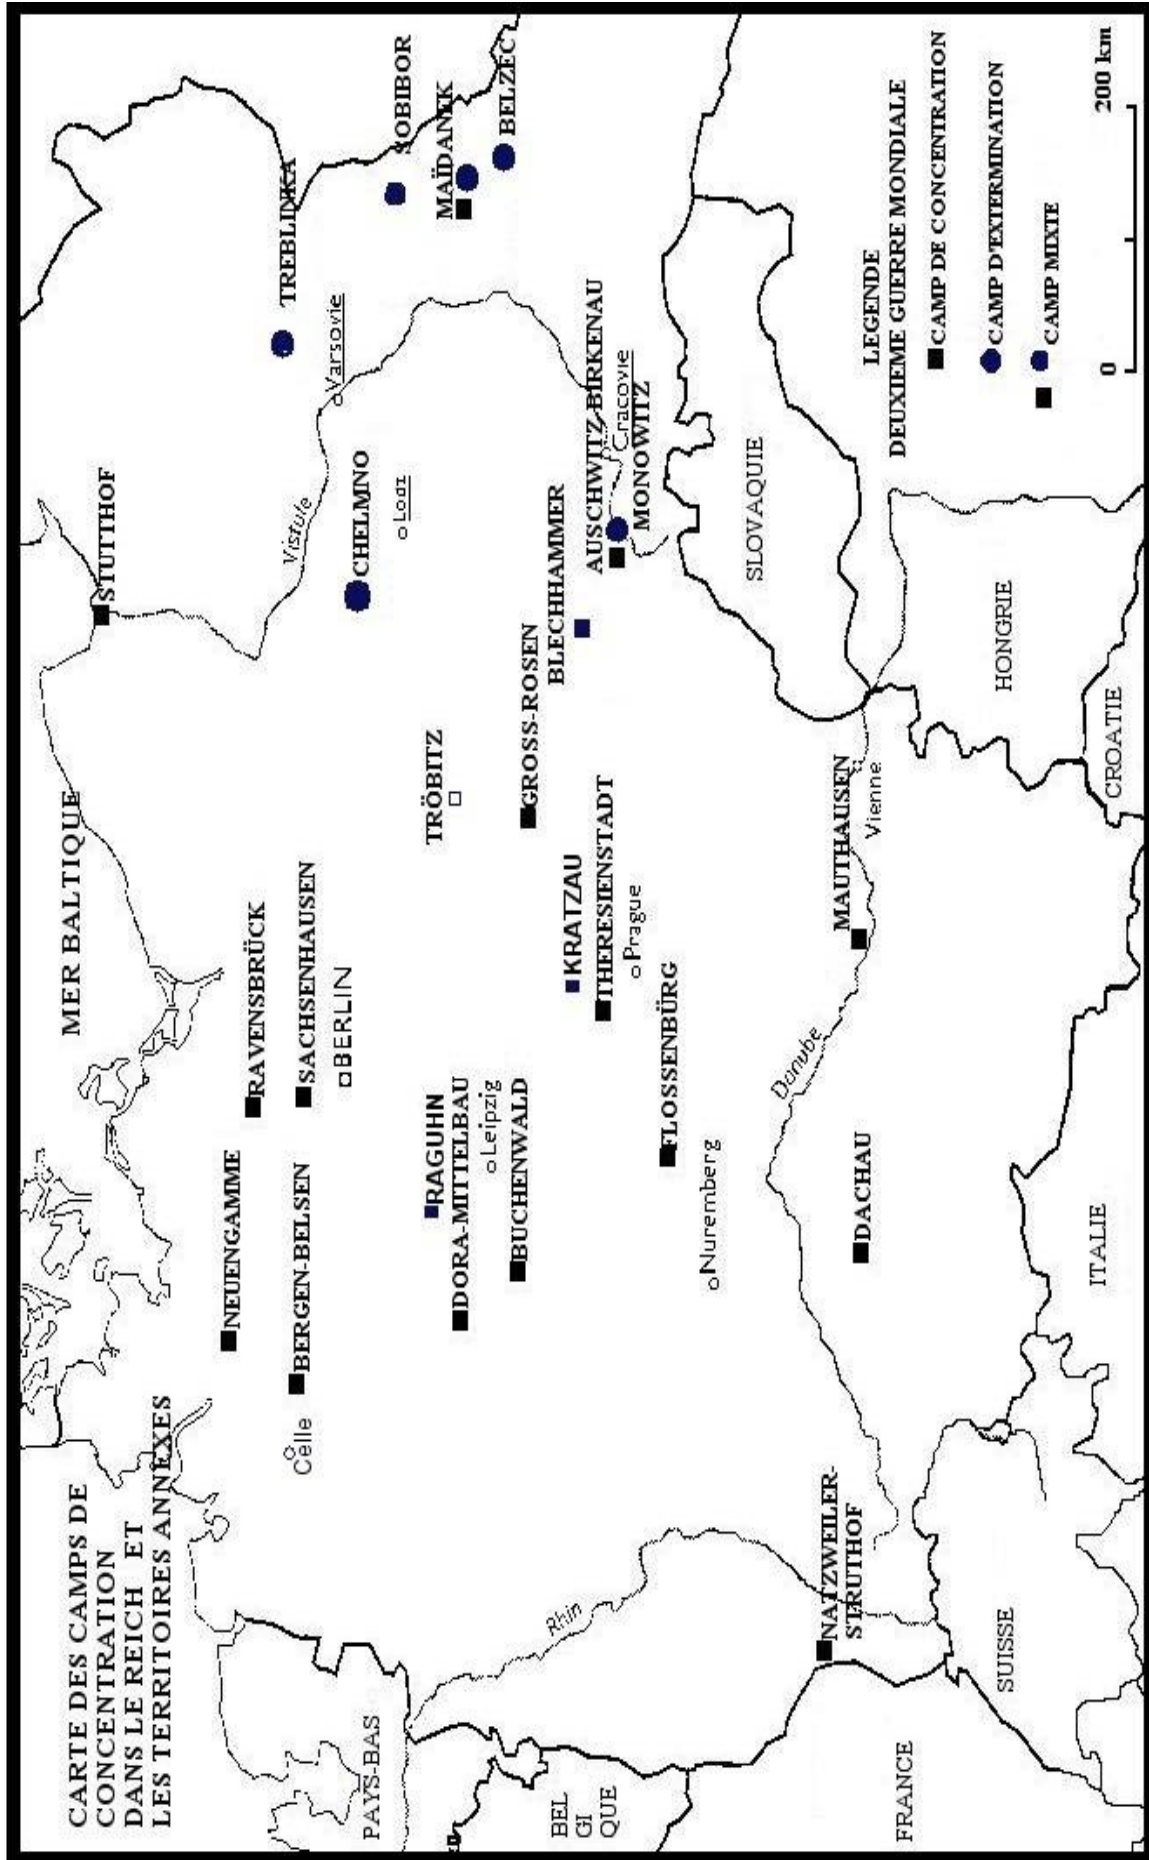 CARTE DES CAMPS DE
CONCENTRATION
DANS LE REICH ET
LES TERRITOIRES ANNEXES
MER BALTIQUE
STUTTHOF
NEUENGAMME
RAVENSBRÜCK
TREBLINKA
Celle
BERGEN-BELSEN
SACHSENHAUSEN
Vistule
BERLIN
Varsovie
CHELMNO
PAYS-BAS
Lodz
SOBIBOR
RAGUHN
TRÖBITZ
MAÏDANEK
DORA-MITTELBAU
Leipzig
BUCHENWALD
GROSS-ROSEN
BELZEC
Rhin
KRATZAU
BLECHHAMMER
THERESIENSTADT
AUSCHWITZ-BIRKENAU
Cracovie
Prague
MONOWITZ
BEL
GI
QUE
FLOSSENBÜRG
Nuremberg
SLOVAQUIE
Danube
NATZWEILER-
STRUTHOF
DACHAU
MAUTHAUSEN
Vienne
FRANCE
SUISSE
HONGRIE
ITALIE
CROATIE
LEGENDE
DEUXIEME GUERRE MONDIALE
CAMP DE CONCENTRATION
CAMP D'EXTERMINATION
CAMP MIXTE
0
200 km